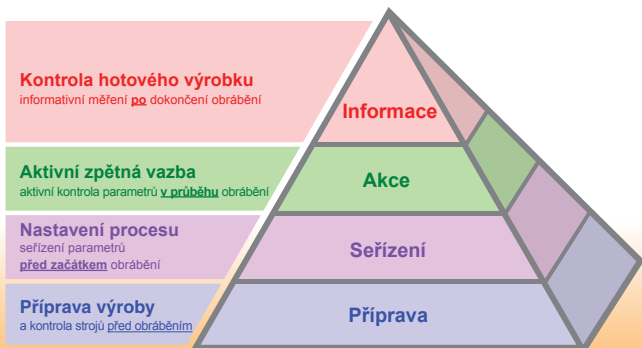 Kontrola hotového výrobku
informativní měření po dokončení obrábění
Informace
Aktivní zpětná vazba
aktivní kontrola parametrů v průběhu obrábění
Akce
Nastavení procesu
seřízení parametrů
před začátkem obrábění
Seřízení
Příprava výroby
a kontrola strojů před obráběním
Příprava